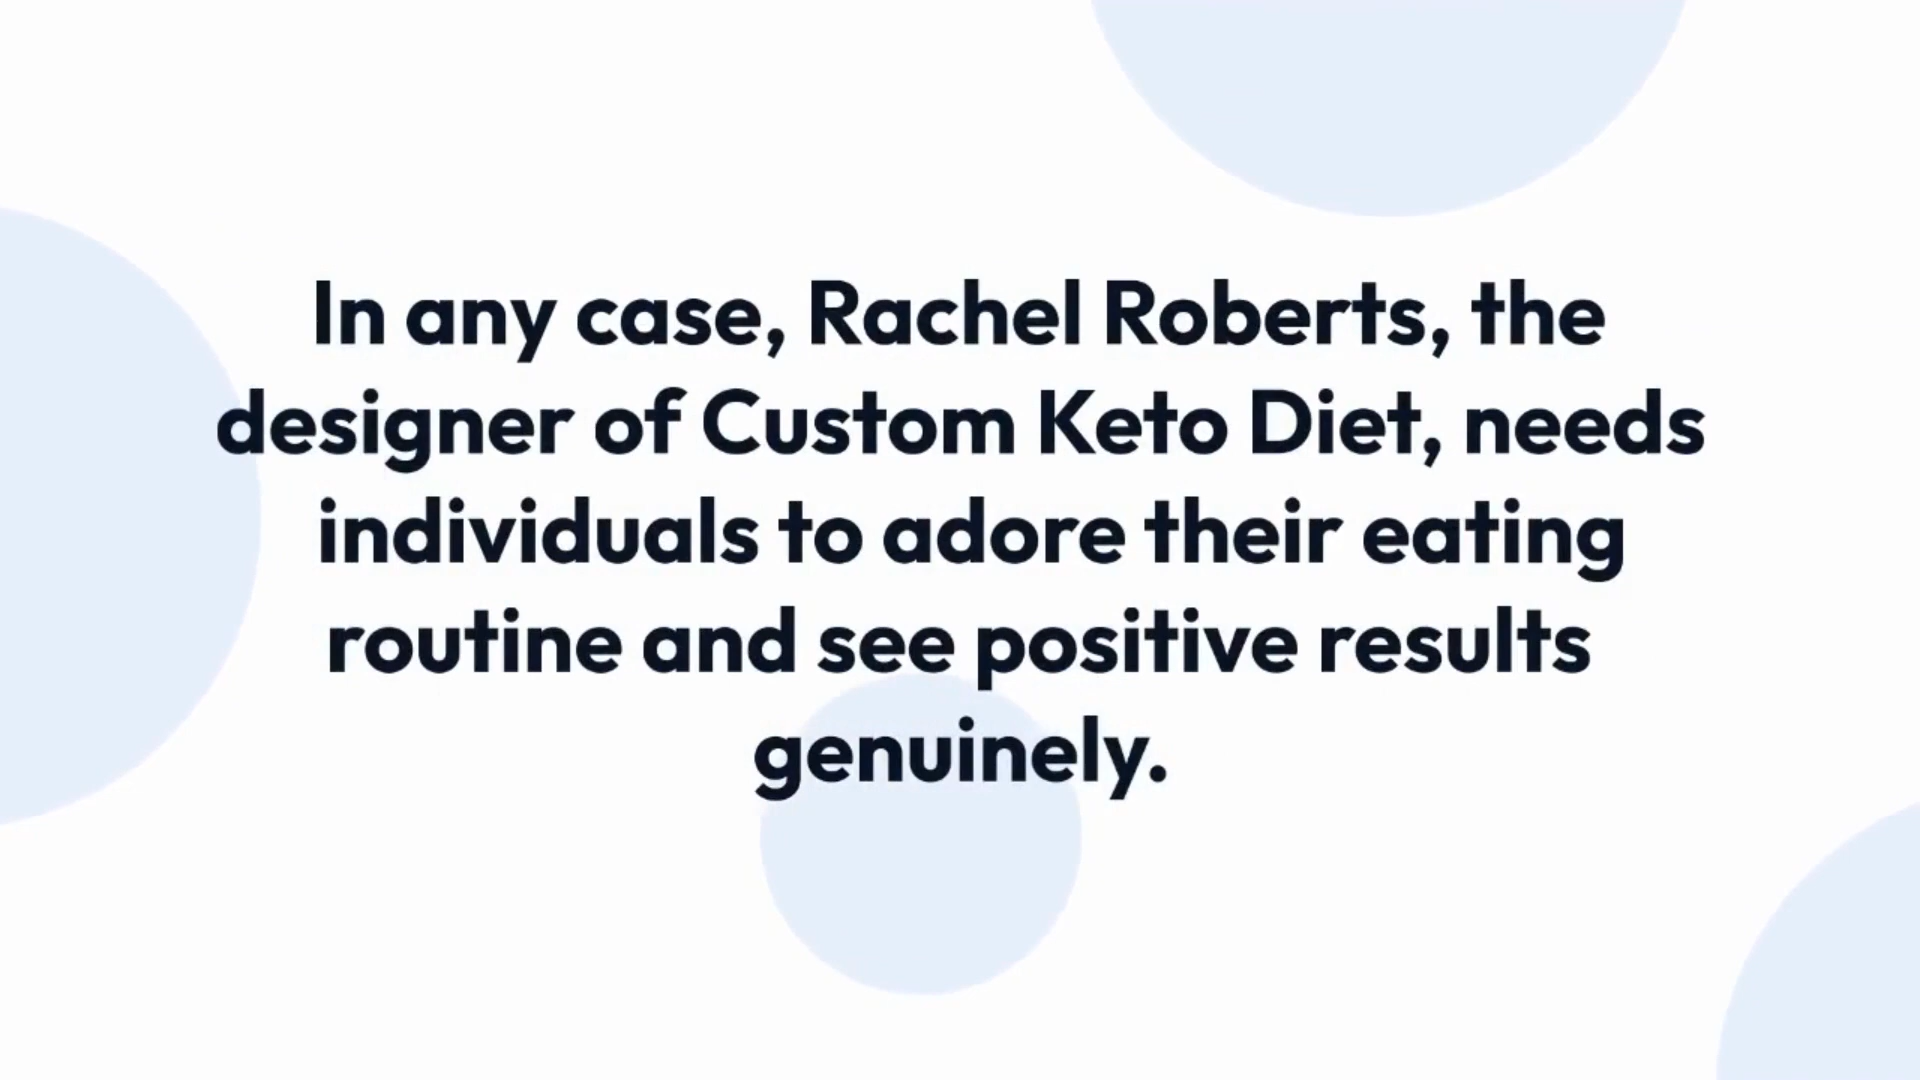 In any case, Rachel Roberts, the
designer of Custom Keto Diet, needs
individuals to adore their eating
routine and see positive results
genuinely.